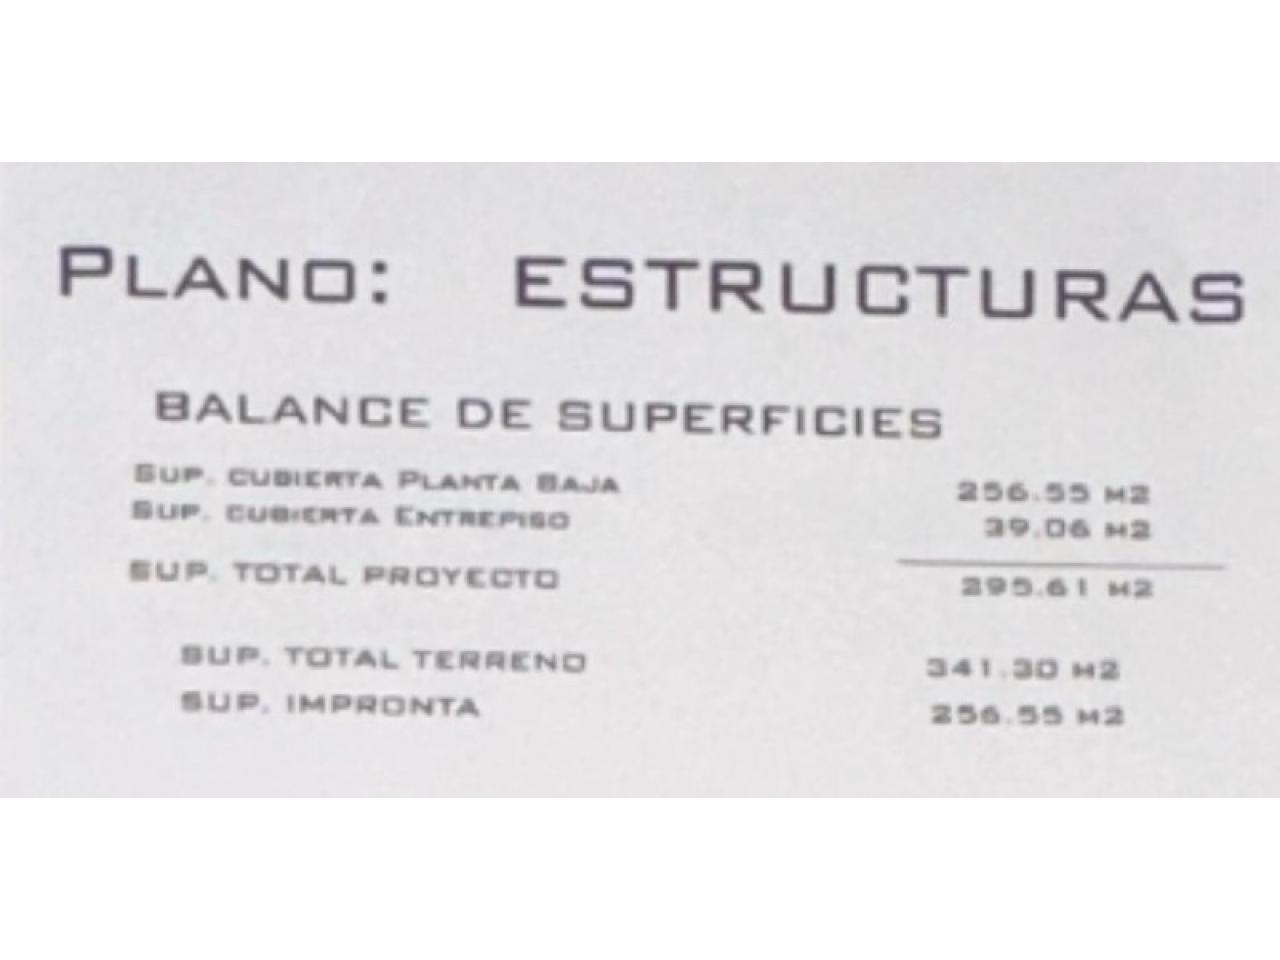 PLANO: ESTRUCTURAS
BALANCE DE SUPERFICIES
SUP. CUBIERTA PLANTA BAJA 256.55 M2
SUP. CUBIERTA ENTREPISO 39.06 M2
SUP. TOTAL PROYECTO 295.61 M2
SUP. TOTAL TERRENO 341.30 M2
SUP. IMPRONTA 256.55 M2